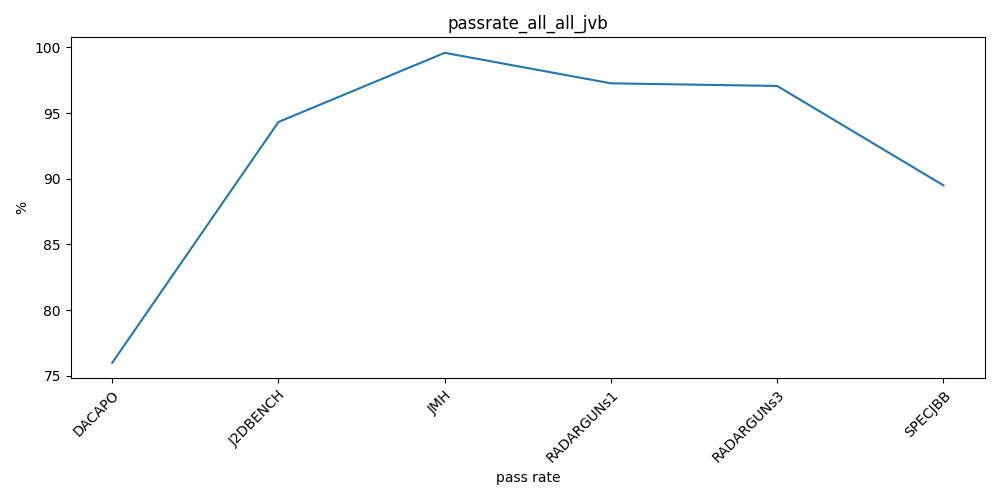 passrate_all_all_jvb
100
95
90
85
80
75
%
DACAPO
J2DBENCH
JMH
RADARGUNs1
RADARGUNs3
SPECJBB
pass rate